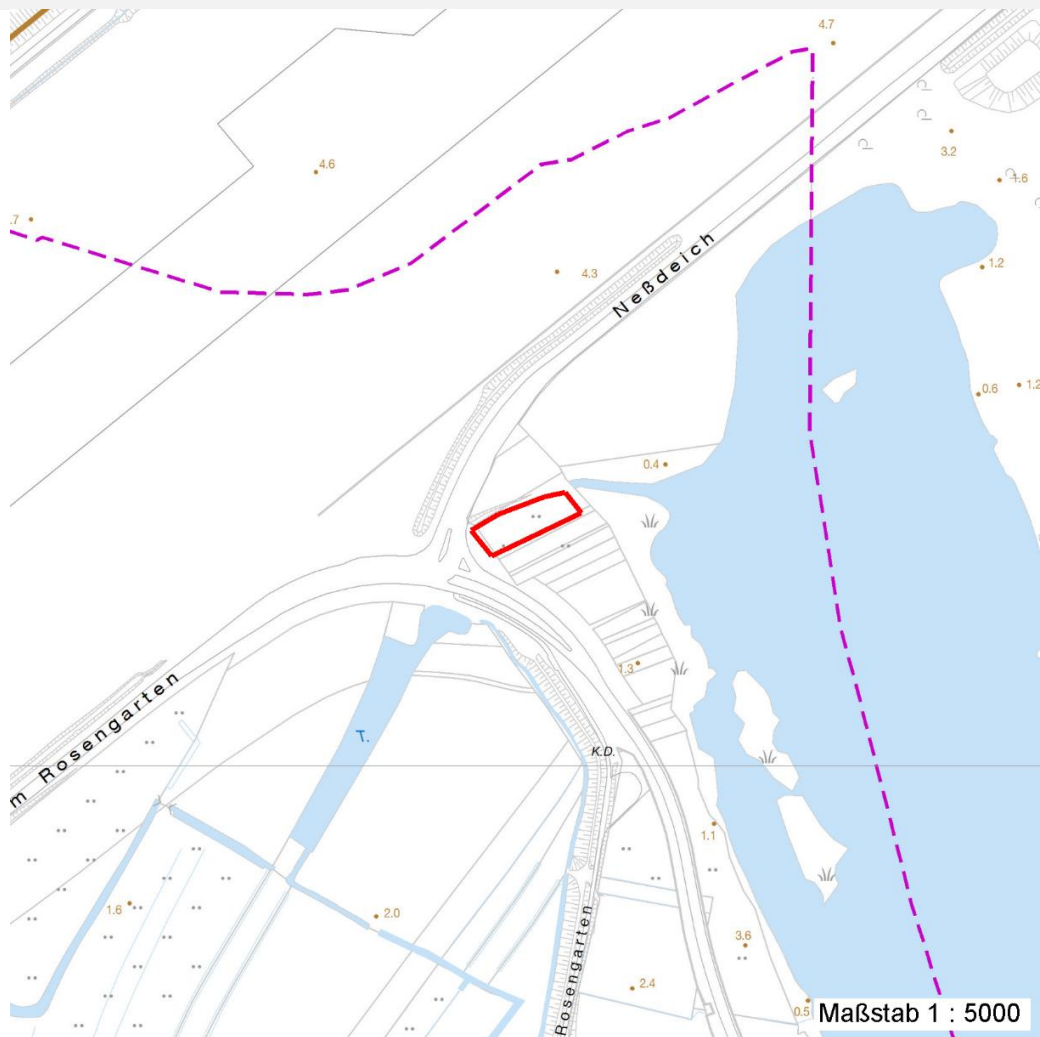 4.7
3.2
1.6
4.6
.7
4.3
Neßdeich
1.2
0.6
1.2
0.4
1.3
m Rosengarten
T.
K.D.
1.1
1.6
2.0
3.6
2.4
Rosengarten
0.5
Maßstab 1 : 5000